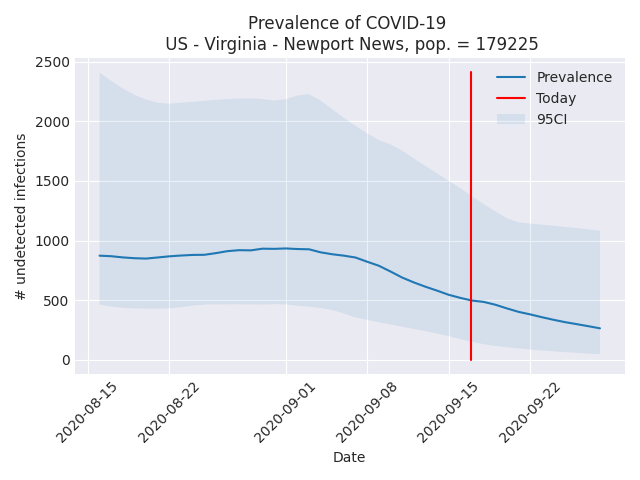 Prevalence of COVID-19
US - Virginia - Newport News, pop. = 179225
2500
2000
1500
1000
500
0
# undetected infections
Prevalence
Today
95CI
2020-08-15
2020-08-22
2020-09-01
2020-09-08
2020-09-15
2020-09-22
Date